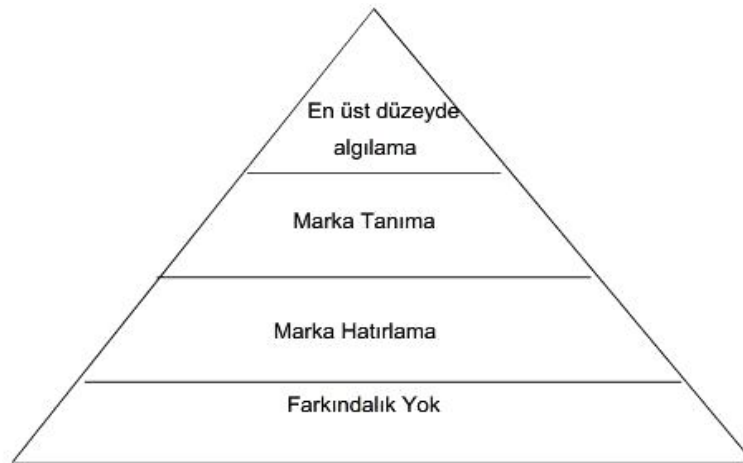 En üst düzeyde
algılama
Marka Tanıma
Marka Hatırlama
Farkındalık Yok